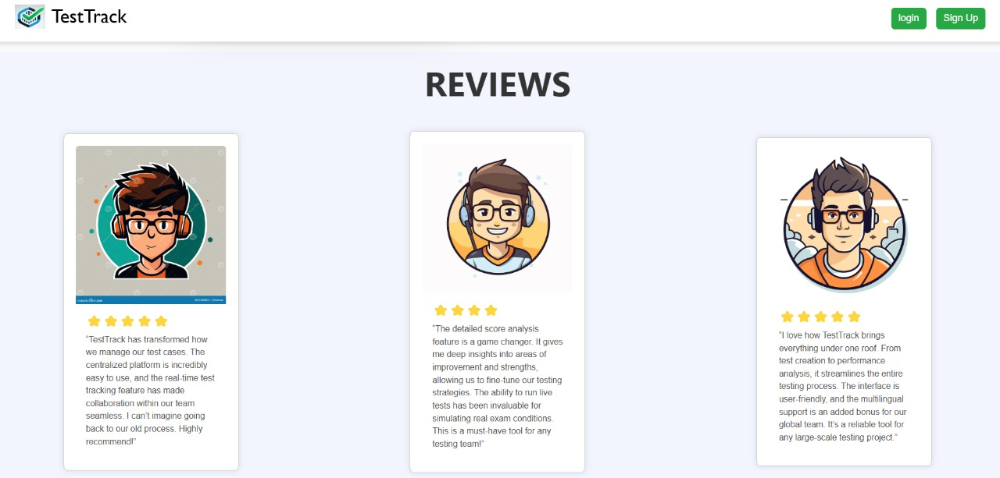 TestTrack
login
Sign Up
REVIEWS
“TestTrack has transformed how
we manage our test cases. The
centralized platform is incredibly
easy to use, and the real-time test
tracking feature has made
collaboration within our team
seamless. I can’t imagine going
back to our old process. Highly
recommend!”
“The detailed score analysis
feature is a game changer. It gives
me deep insights into areas of
improvement and strengths,
allowing us to fine-tune our testing
strategies. The ability to run live
tests has been invaluable for
simulating real exam conditions.
This is a must-have tool for any
testing team!”
“I love how TestTrack brings
everything under one roof. From
test creation to performance
analysis, it streamlines the entire
testing process. The interface is
user-friendly, and the multilingual
support is an added bonus for our
global team. It’s a reliable tool for
any large-scale testing project.”